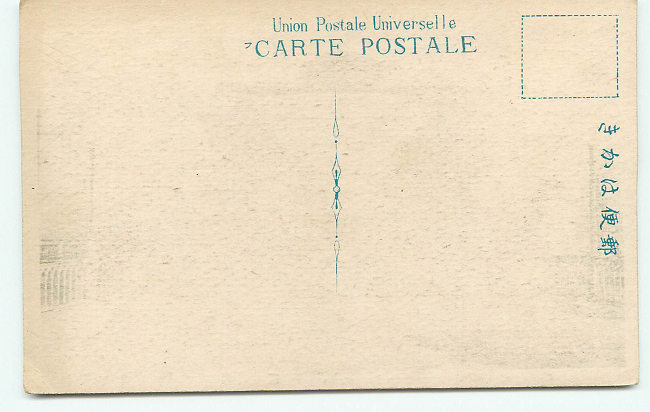 Union Postale Universelle
CARTE POSTALE
きかは便郵